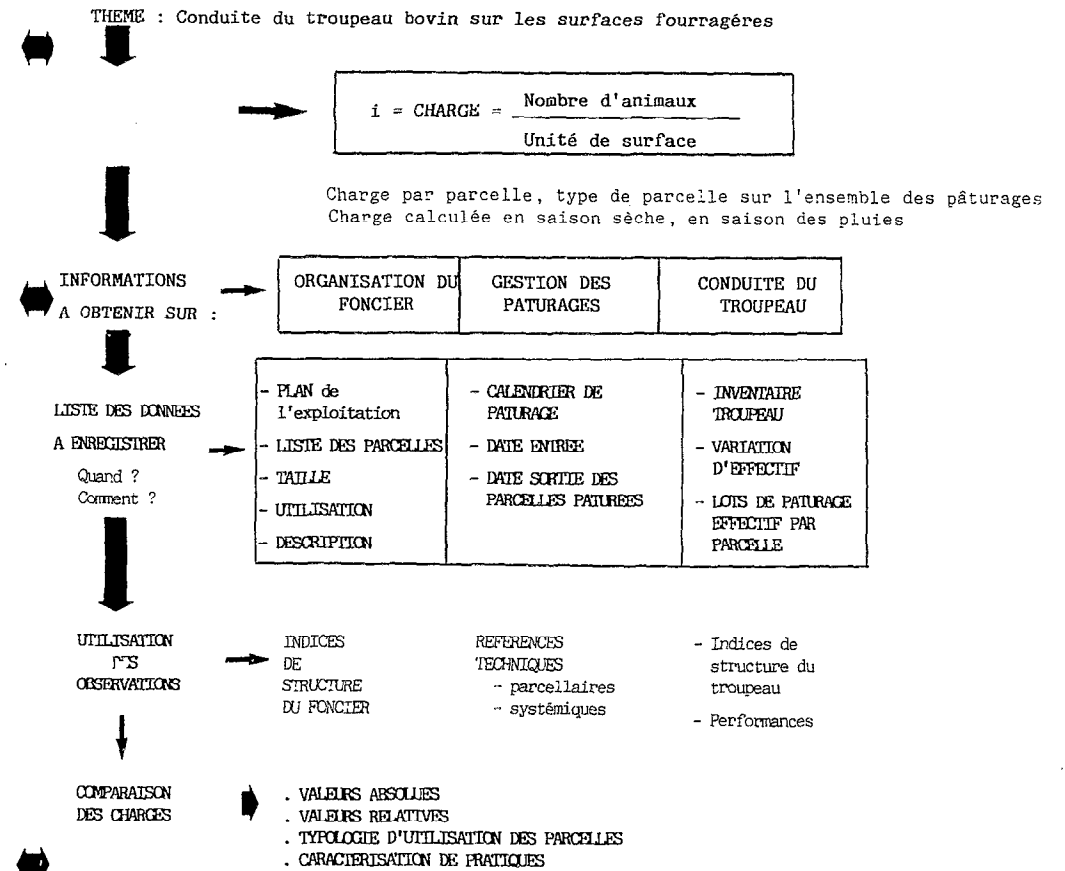 THEME : Conduite du troupeau bovin sur les surfaces fourragéres
i = CHARGE = Nombre d'animaux
Unité de surface
Charge par parcelle, type de parcelle sur l'ensemble des pâturages
Charge calculée en saison sèche, en saison des pluies
INFORMATIONS
A OBTENIR SUR :
ORGANISATION DU
FONCIER
GESTION DES
PATURAGES
CONDUITE DU
TROUPEAU
LISTE DES DONNEES
A ENREGISTRER
Quand ?
Comment ?
- PLAN de
l'exploitation
- LISTE DES PARCELLES
- TAILLE
- UTILISATION
- DESCRIPTION
- CALENDRIER DE
PATURAGE
- DATE ENTREE
- DATE SORTIE DES
PARCELLES PATUREES
- INVENTAIRE
TROUPEAU
- VARIATION
D'EFFECTIF
- LOTS DE PATURAGE
EFFECTIF PAR
PARCELLE
UTILISATION
DES
OBSERVATIONS
INDICES
DE
STRUCTURE
DU FONCIER
REFERENCES
TECHNIQUES
- parcellaires
- systémiques
- Indices de
structure du
troupeau
- Performances
COMPARAISON
DES CHARGES
. VALEURS ABSOLUES
. VALEURS RELATIVES
. TYPOLOGIE D'UTILISATION DES PARCELLES
. CARACTERISATION DE PRATIQUES